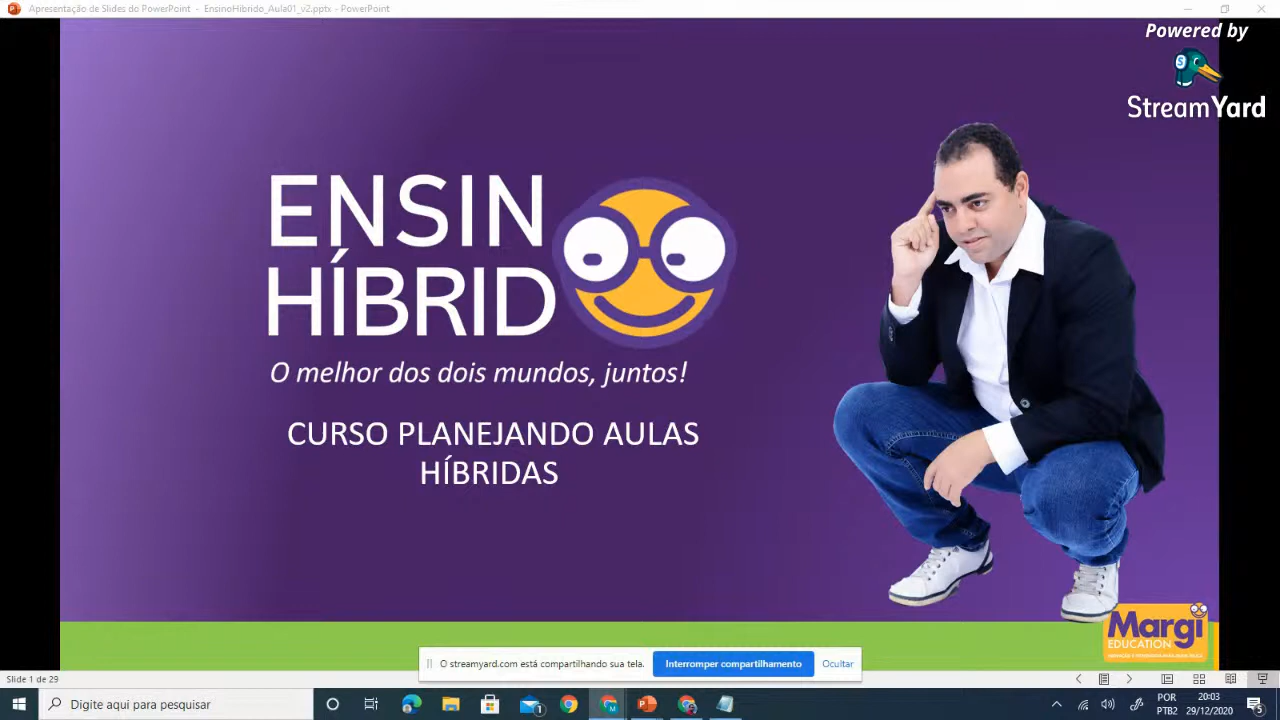 Apresentação de Slides do PowerPoint - EnsinoHibrido_Aula01_v2.pptx - PowerPoint
Powered by
StreamYard
ENSIN
HÍBRID
O melhor dos dois mundos, juntos!
CURSO PLANEJANDO AULAS
HÍBRIDAS
Margi
EDUCATION
O streamyard.com está compartilhando sua tela.
Interromper compartilhamento
Ocultar
Slide 1 de 29
Digite aqui para pesquisar
POR
PTB2
20:03
29/12/2020